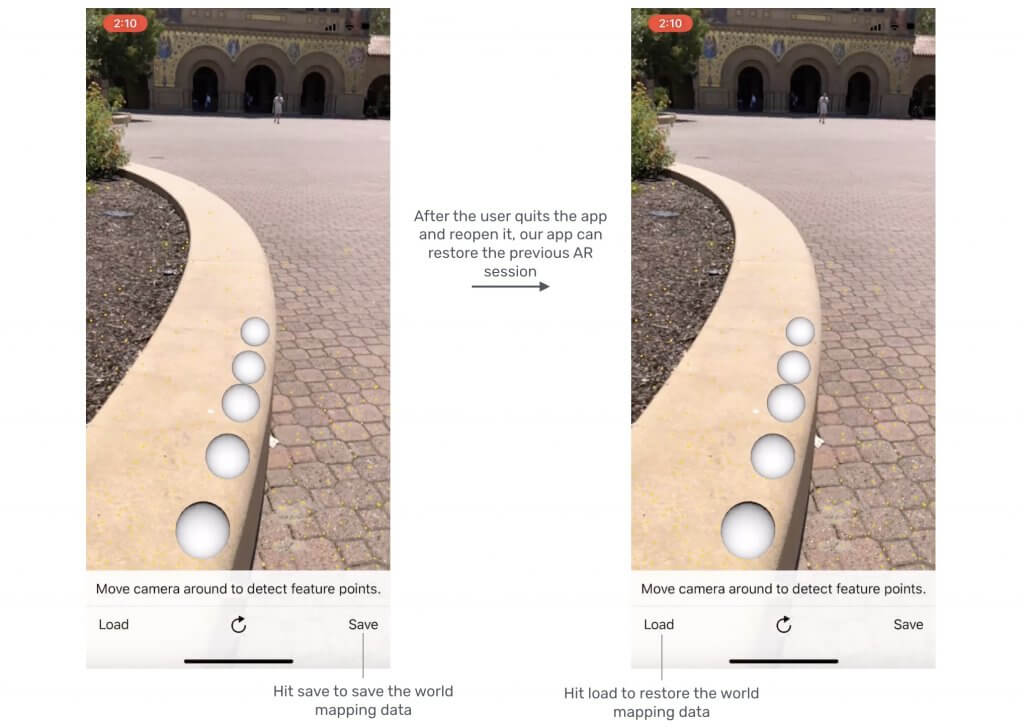 2:10
2:10
After the user quits the app
and reopen it, our app can
restore the previous AR
session
Move camera around to detect feature points.
Move camera around to detect feature points.
Load
Save
Load
Save
Hit save to save the world
mapping data
Hit load to restore the world
mapping data